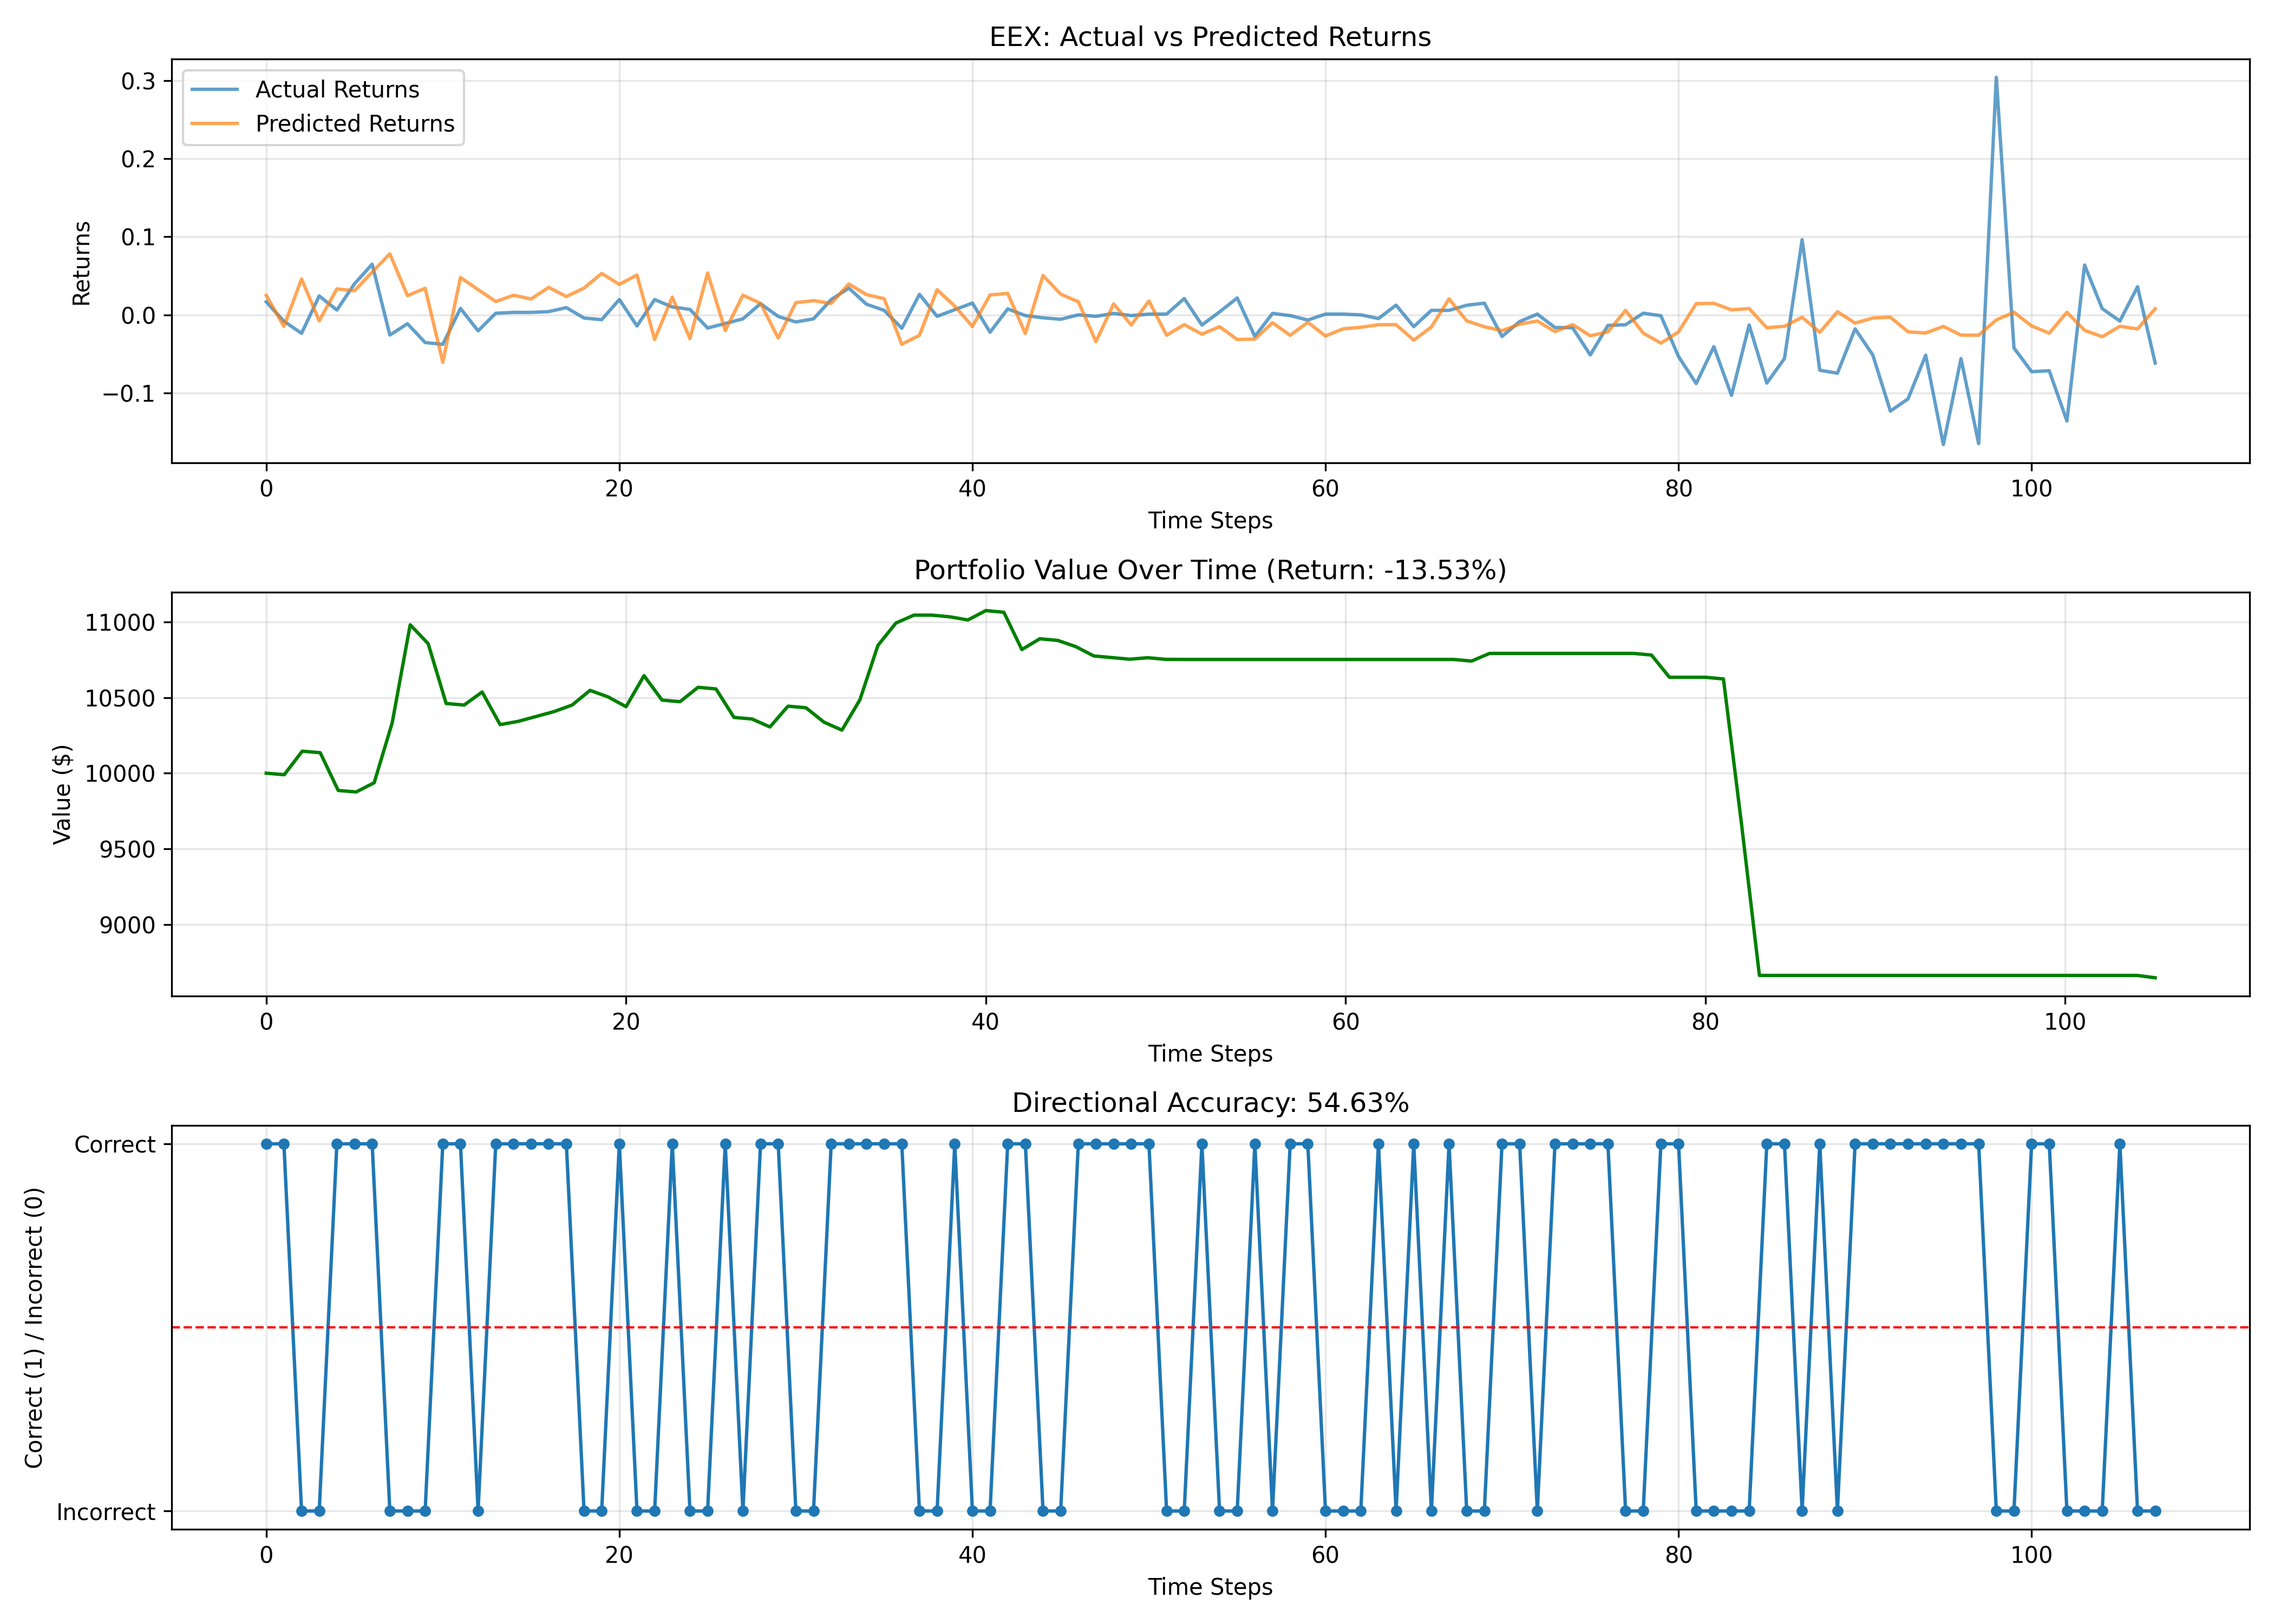 EEX: Actual vs Predicted Returns
Actual Returns
Predicted Returns
Returns
0.3
0.2
0.1
0.0
−0.1
0 20 40 60 80 100
Time Steps
Portfolio Value Over Time (Return: -13.53%)
Value ($)
11000
10500
10000
9500
9000
0 20 40 60 80 100
Time Steps
Directional Accuracy: 54.63%
Correct (1) / Incorrect (0)
Correct
Incorrect
0 20 40 60 80 100
Time Steps